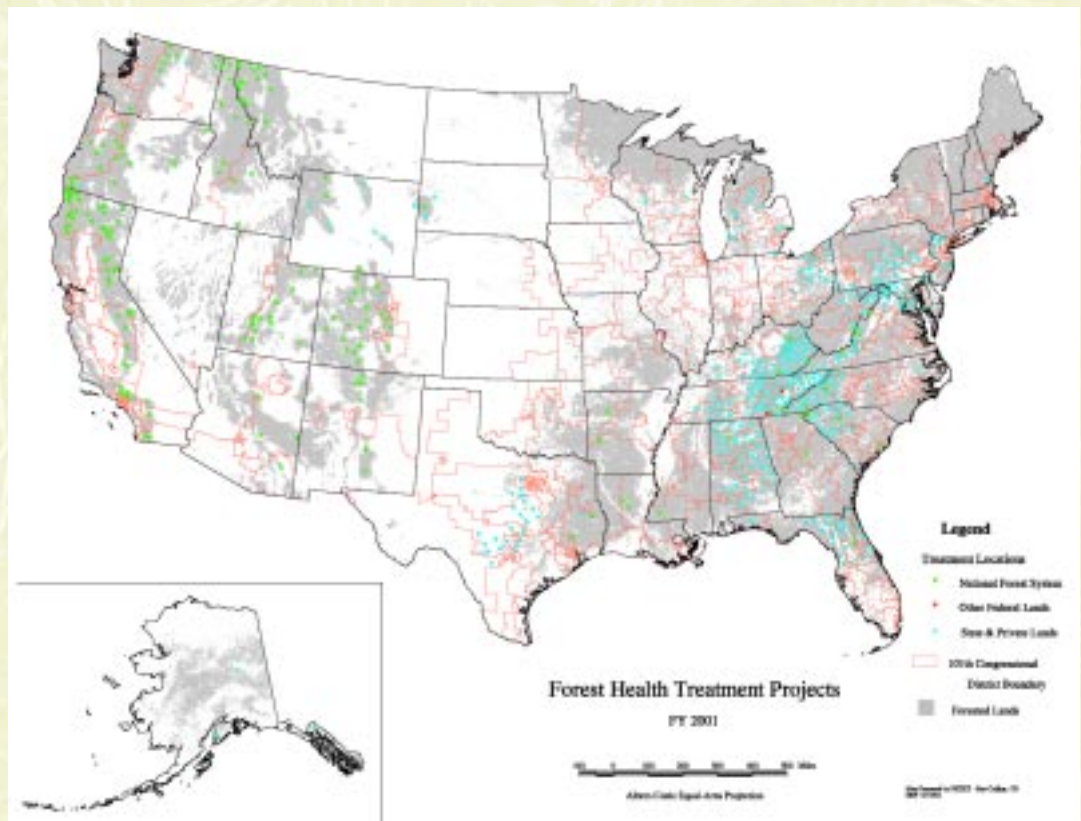 Legend
Treatment Locations
National Forest System
Other Federal Lands
State & Private Lands
Congressional
District Boundary
Forested Lands
Forest Health Treatment Projects
FY 2001
Miles
Albers Conic Equal-Area Projection